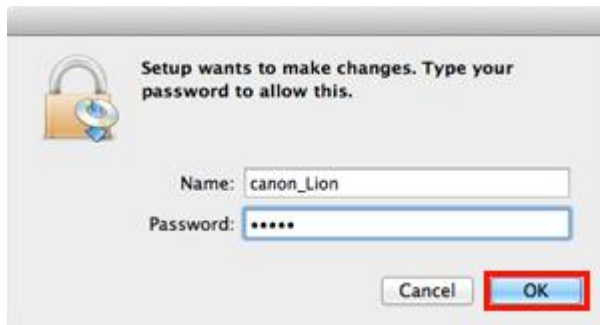 Setup wants to make changes. Type your
password to allow this.
Name: canon_Lion
Password: •••••
Cancel OK